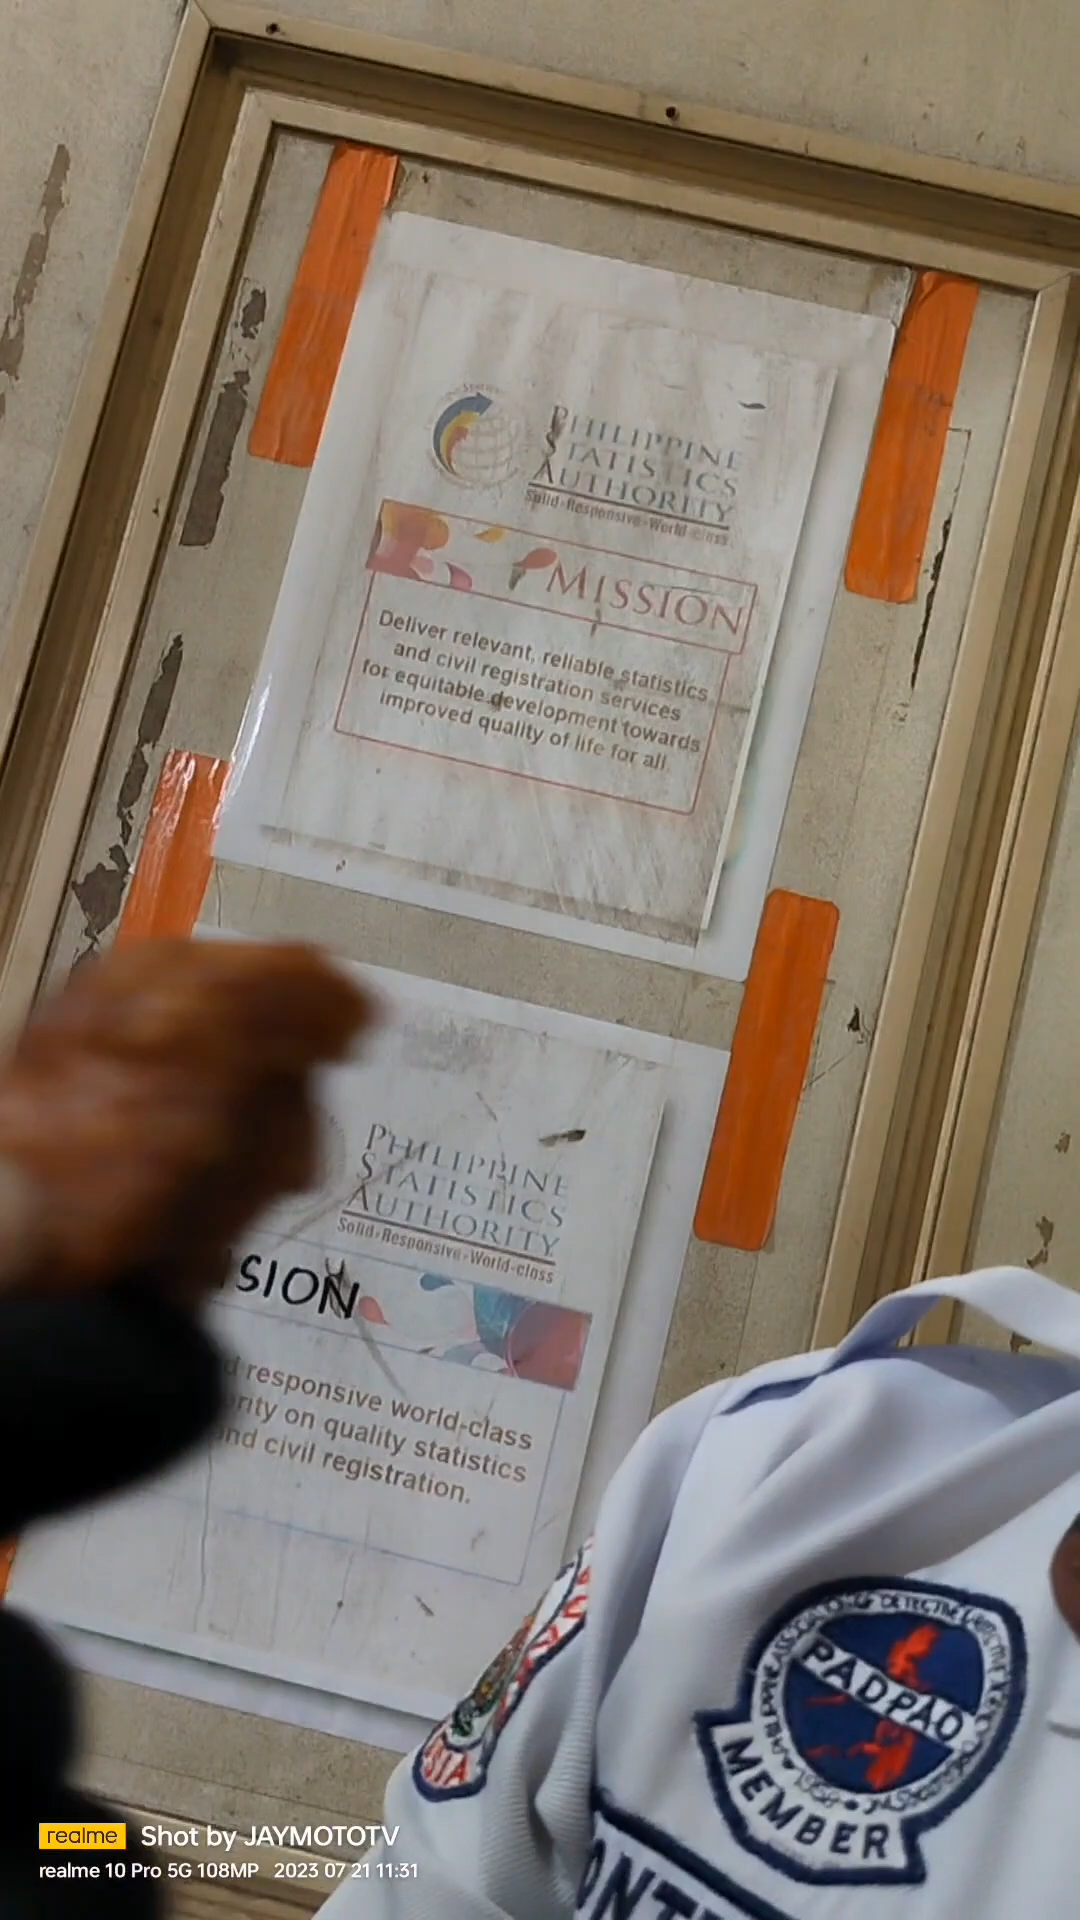 PHILIPPINE
STATISTICS
AUTHORITY
Solid-Responsive-World-class
MISSION
Deliver relevant, reliable statistics
and civil registration services
for equitable development towards
improved quality of life for all
PHILIPPINE
STATISTICS
AUTHORITY
Solid-Responsive-World-class
SION
responsive world-class
on quality statistics
civil registration.
PADPAO
MEMBER
1958
realme Shot by JAYMOTOTV
realme 10 Pro 5G 108MP 2023 07 21 11:31